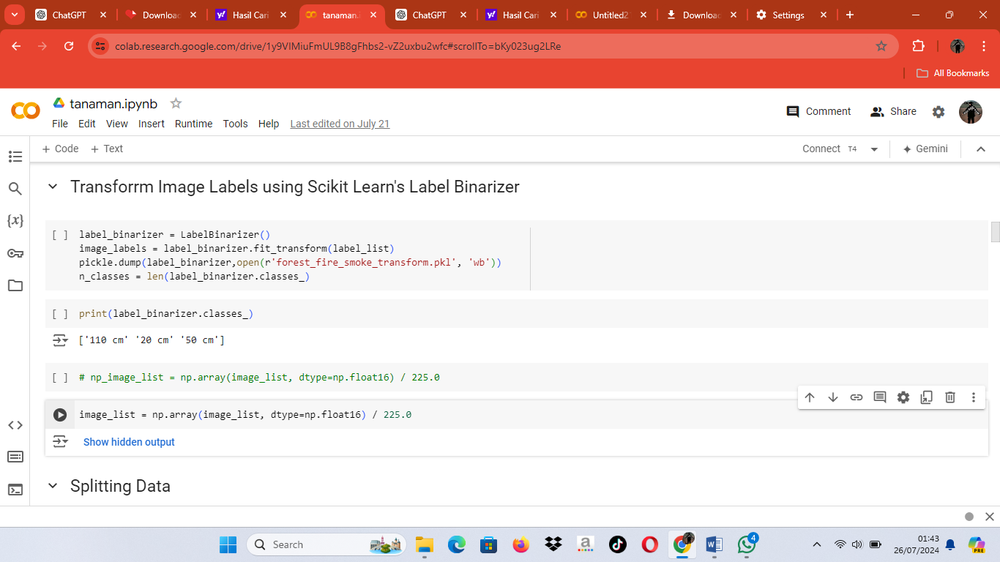 ChatGPT
Downloa
Hasil Cari
tanaman.
ChatGPT
Hasil Cari
Untitled2
Downloa
Settings
colab.research.google.com/drive/1y9VIMiuFmUL9B8gFhbs2-vZ2uxbu2wfc#scrollTo=bKy023ug2LRe
All Bookmarks
tanaman.ipynb
File Edit View Insert Runtime Tools Help Last edited on July 21
Comment Share
+ Code + Text
Connect T4 Gemini
Transforrm Image Labels using Scikit Learn's Label Binarizer
[ ] label_binarizer = LabelBinarizer()
image_labels = label_binarizer.fit_transform(label_list)
pickle.dump(label_binarizer,open(r'forest_fire_smoke_transform.pkl', 'wb'))
n_classes = len(label_binarizer.classes_)
[ ] print(label_binarizer.classes_)
['110 cm' '20 cm' '50 cm']
[ ] # np_image_list = np.array(image_list, dtype=np.float16) / 225.0
image_list = np.array(image_list, dtype=np.float16) / 225.0
Show hidden output
Splitting Data
{x}
Search
a
W
4
01:43
26/07/2024
PRE